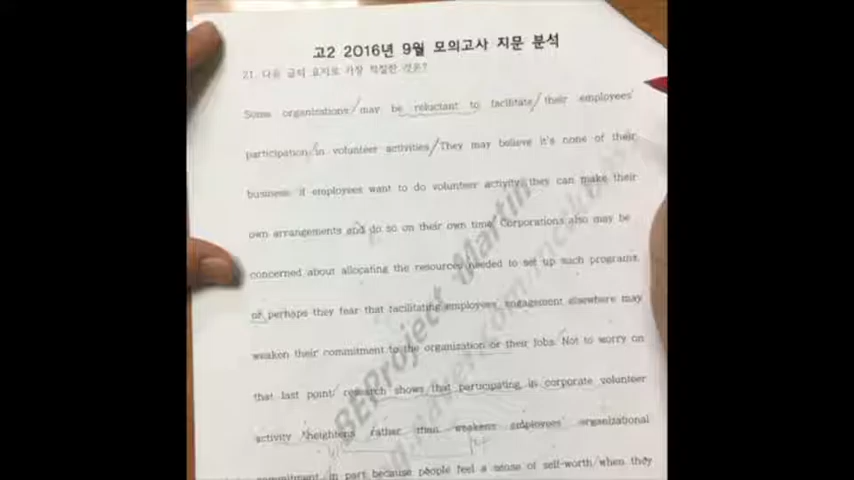 고2 2016년 9월 모의고사 지문 분석
21. 다음 글의 요지로 가장 적절한 것은?
Some organizations may be reluctant to facilitate their employees'
participation in volunteer activities. They may believe it's none of their
business: if employees want to do volunteer activity, they can make their
own arrangements and do so on their own time. Corporations also may be
concerned about allocating the resources needed to set up such programs,
or perhaps they fear that facilitating employees' engagement elsewhere may
weaken their commitment to the organization or their jobs. Not to worry on
that last point: research shows that participating in corporate volunteer
activity heightens rather than weakens employees' organizational
commitment, in part because people feel a sense of self-worth when they
BEProject Martin